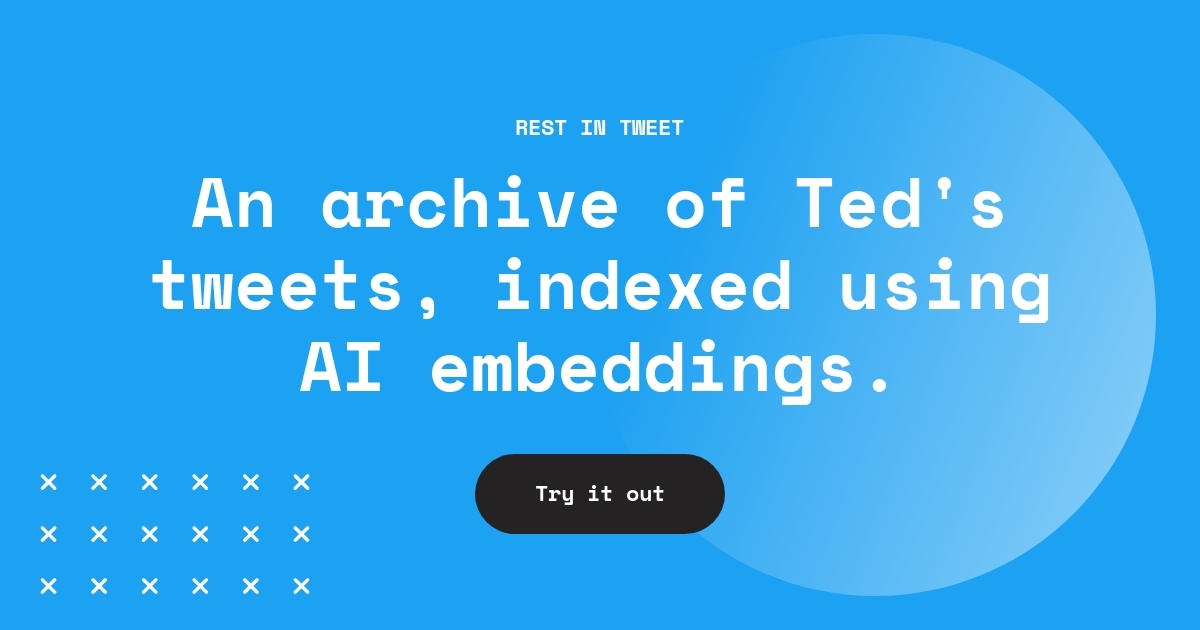 REST IN TWEET
An archive of Ted's
tweets, indexed using
AI embeddings.
Try it out